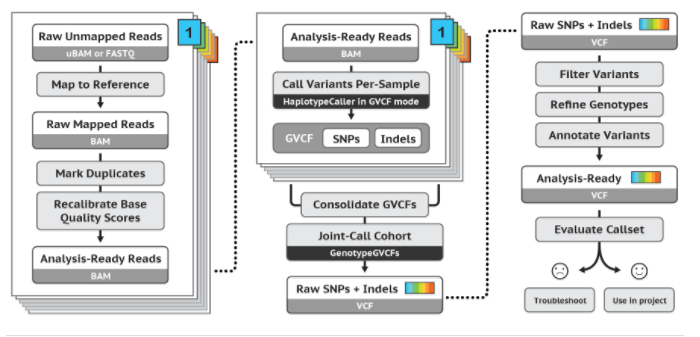 Raw Unmapped Reads
uBAM or FASTQ
1
Map to Reference
Raw Mapped Reads
BAM
Mark Duplicates
Recalibrate Base
Quality Scores
Analysis-Ready Reads
BAM
Analysis-Ready Reads
BAM
1
Call Variants Per-Sample
HaplotypeCaller in GVCF mode
GVCF SNPs Indels
Consolidate GVCFs
Joint-Call Cohort
GenotypeGVCFs
Raw SNPs + Indels
VCF
Raw SNPs + Indels
VCF
Filter Variants
Refine Genotypes
Annotate Variants
Analysis-Ready
VCF
Evaluate Callset
Troubleshoot
Use in project